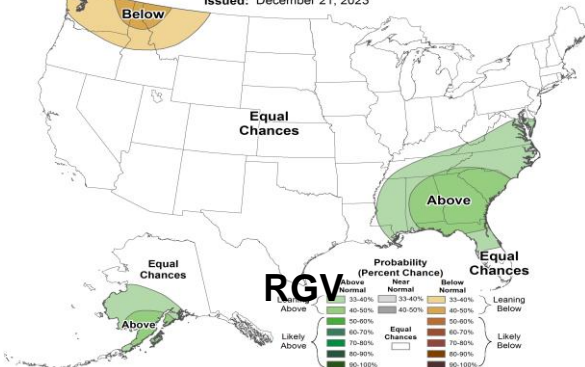 Issued: December 21, 2023
Below
Equal
Chances
Above
Equal
Chances
Equal
Chances
Above
RGV
Probability
(Percent Chance)
Above Normal
Near Normal
Below Normal
Leaning Above
33-40%
33-40%
33-40%
Leaning Below
40-50%
40-50%
40-50%
50-60%
50-60%
Likely Above
60-70%
Equal Chances
60-70%
Likely Below
70-80%
70-80%
80-90%
80-90%
90-100%
90-100%